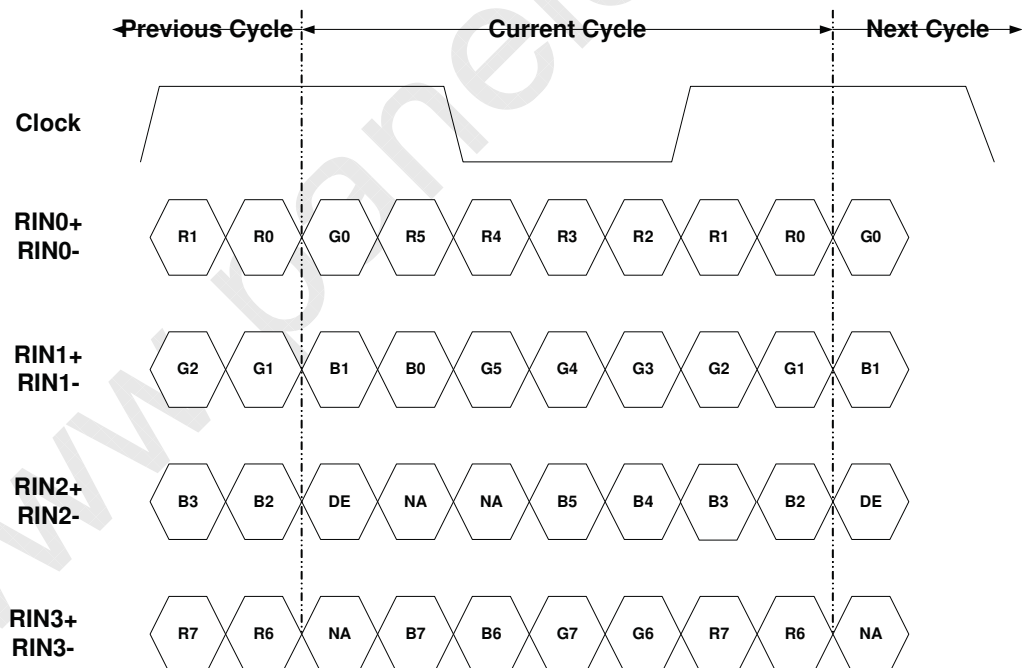 Previous Cycle Current Cycle Next Cycle
Clock
RIN0+
RIN0-
R1 R0 G0 R5 R4 R3 R2 R1 R0 G0
RIN1+
RIN1-
G2 G1 B1 B0 G5 G4 G3 G2 G1 B1
RIN2+
RIN2-
B3 B2 DE NA NA B5 B4 B3 B2 DE
RIN3+
RIN3-
R7 R6 NA B7 B6 G7 G6 R7 R6 NA